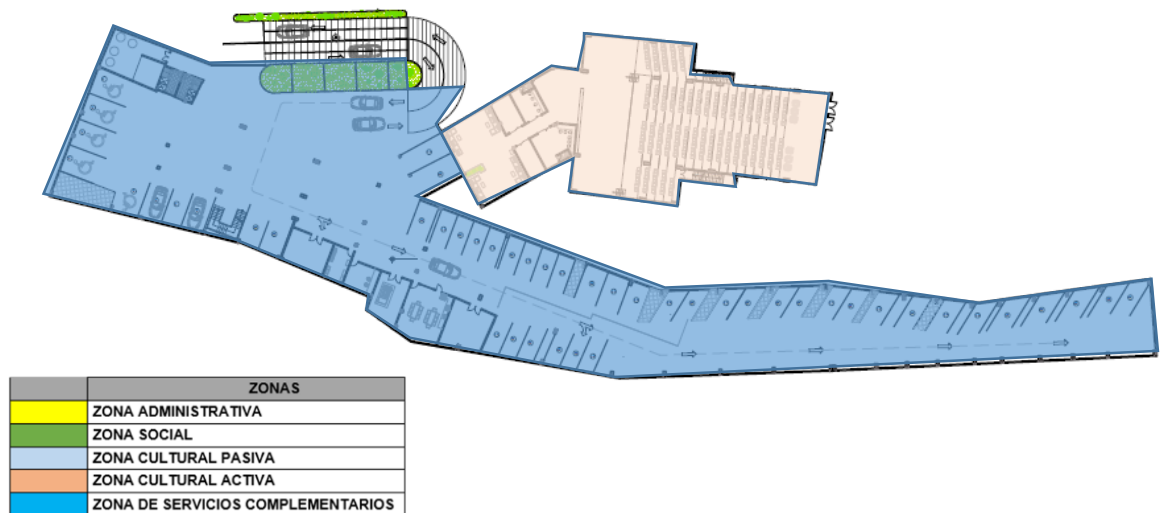 ZONAS
ZONA ADMINISTRATIVA
ZONA SOCIAL
ZONA CULTURAL PASIVA
ZONA CULTURAL ACTIVA
ZONA DE SERVICIOS COMPLEMENTARIOS